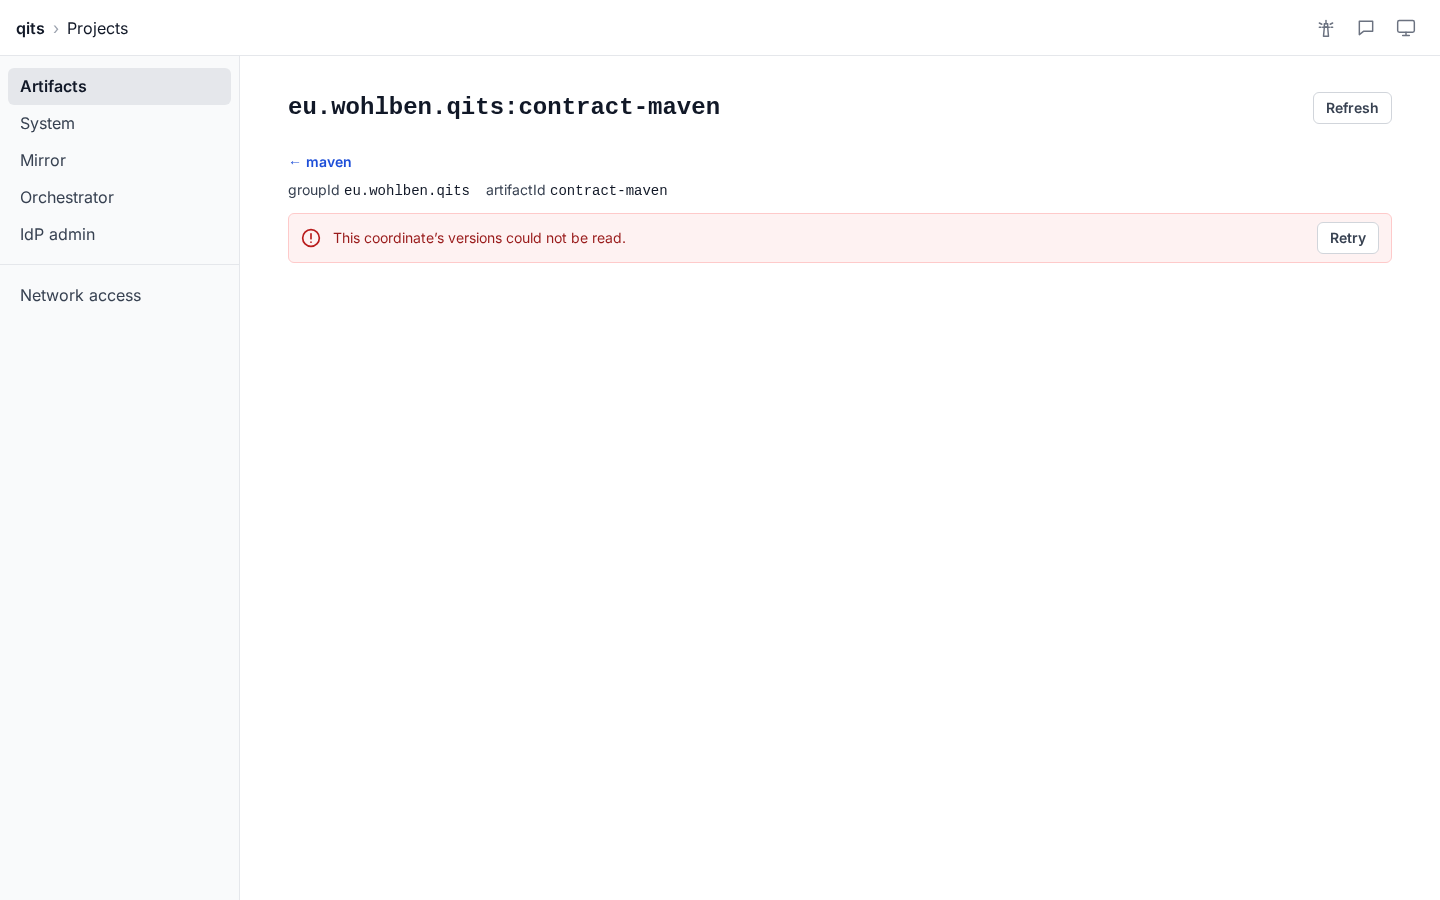 qits › Projects
Artifacts
System
Mirror
Orchestrator
IdP admin
Network access
eu.wohlben.qits:contract-maven
Refresh
← maven
groupId eu.wohlben.qits artifactId contract-maven
This coordinate’s versions could not be read.
Retry